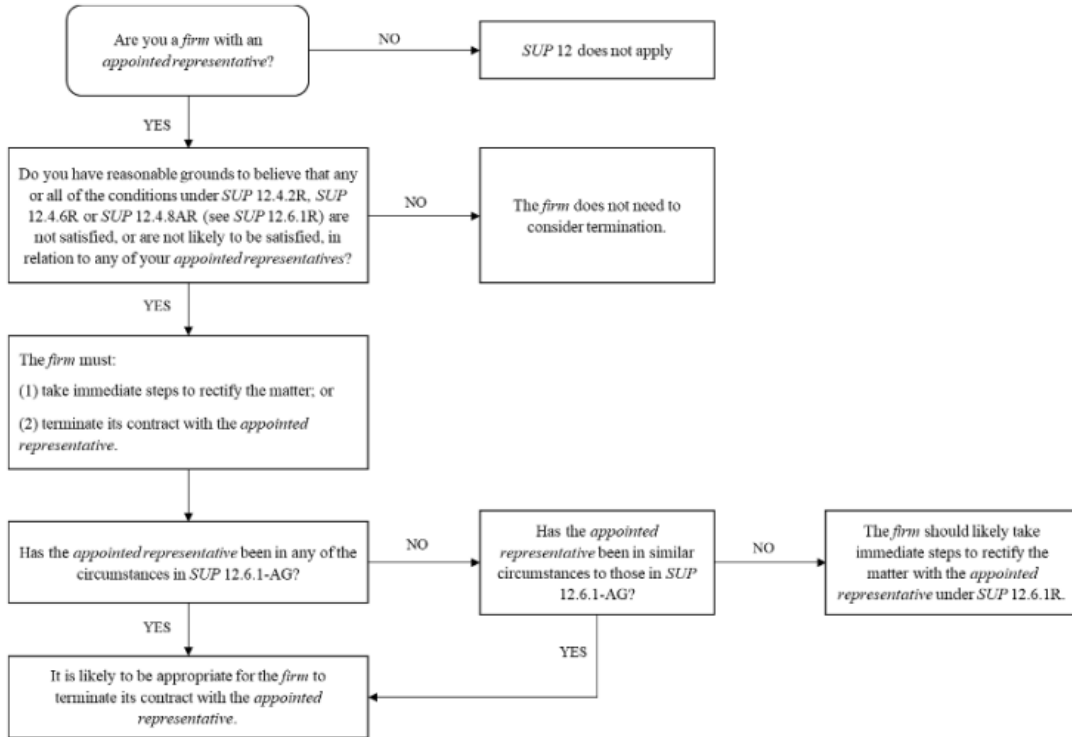 Are you a firm with an
appointed representative?
NO
SUP 12 does not apply
YES
Do you have reasonable grounds to believe that any
or all of the conditions under SUP 12.4.2R, SUP
12.4.6R or SUP 12.4.8AR (see SUP 12.6.1R) are
not satisfied, or are not likely to be satisfied, in
relation to any of your appointed representatives?
NO
The firm does not need to
consider termination.
YES
The firm must:
(1) take immediate steps to rectify the matter; or
(2) terminate its contract with the appointed
representative.
Has the appointed representative been in any of the
circumstances in SUP 12.6.1-AG?
NO
Has the appointed
representative been in similar
circumstances to those in SUP
12.6.1-AG?
NO
The firm should likely take
immediate steps to rectify the
matter with the appointed
representative under SUP 12.6.1R.
YES
YES
It is likely to be appropriate for the firm to
terminate its contract with the appointed
representative.